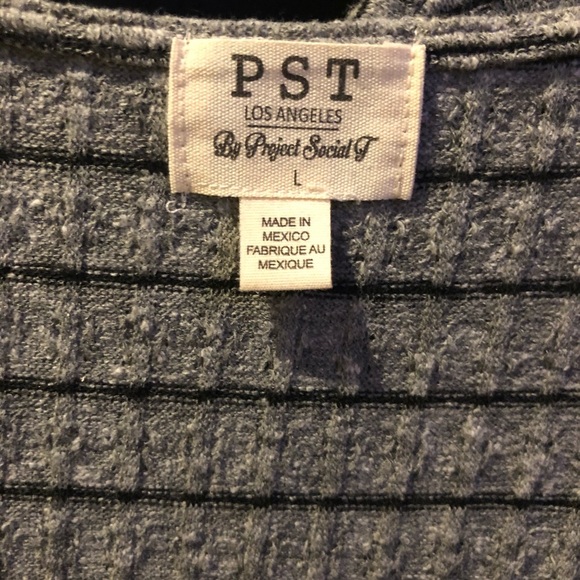 PST
LOS ANGELES
By Project Social T
L
MADE IN
MEXICO
FABRIQUE AU
MEXIQUE